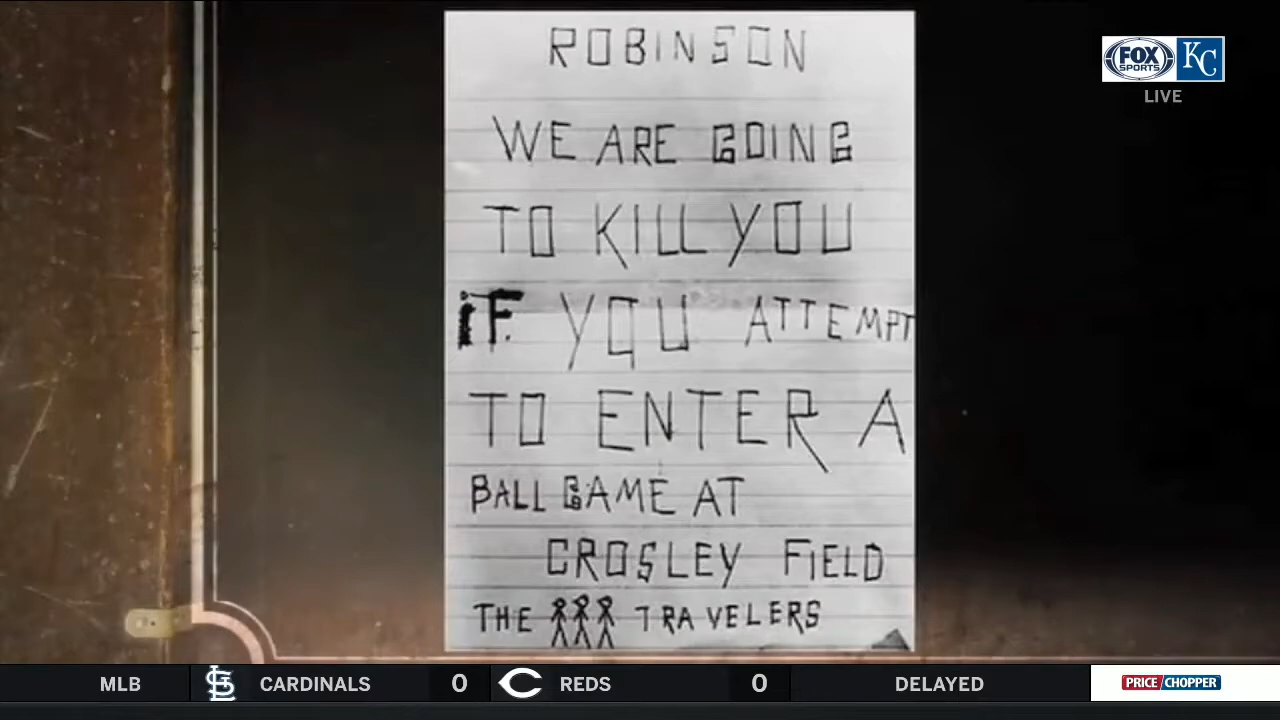 ROBINSON
WE ARE GOING
TO KILL YOU
iF. YOU ATTEMPT
TO ENTER A
BALL GAME AT
CROSLEY FiELD
THE TRAVELERS
FOX SPORTS KC
LIVE
MLB STL CARDINALS 0 C REDS 0 DELAYED PRICE CHOPPER